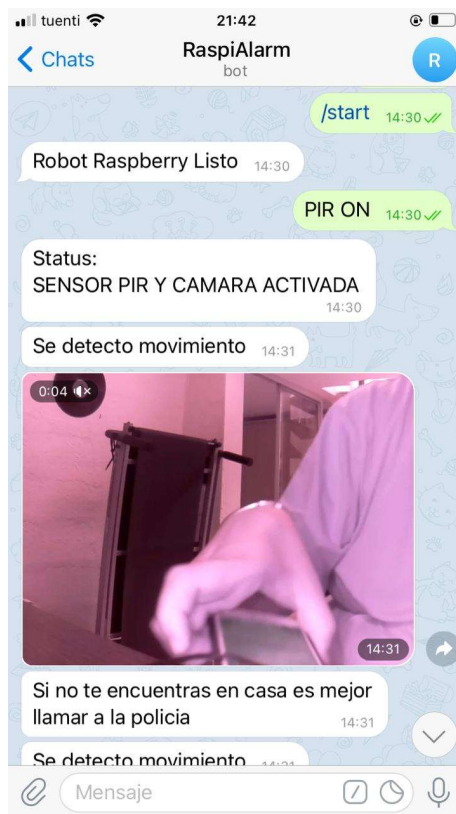 tuenti 21:42
Chats
RaspiAlarm
bot
R
/start 14:30
Robot Raspberry Listo 14:30
PIR ON 14:30
Status:
SENSOR PIR Y CAMARA ACTIVADA
14:30
Se detecto movimiento 14:31
0:04
14:31
Si no te encuentras en casa es mejor
llamar a la policia 14:31
Se detecto movimiento 14:31
Mensaje